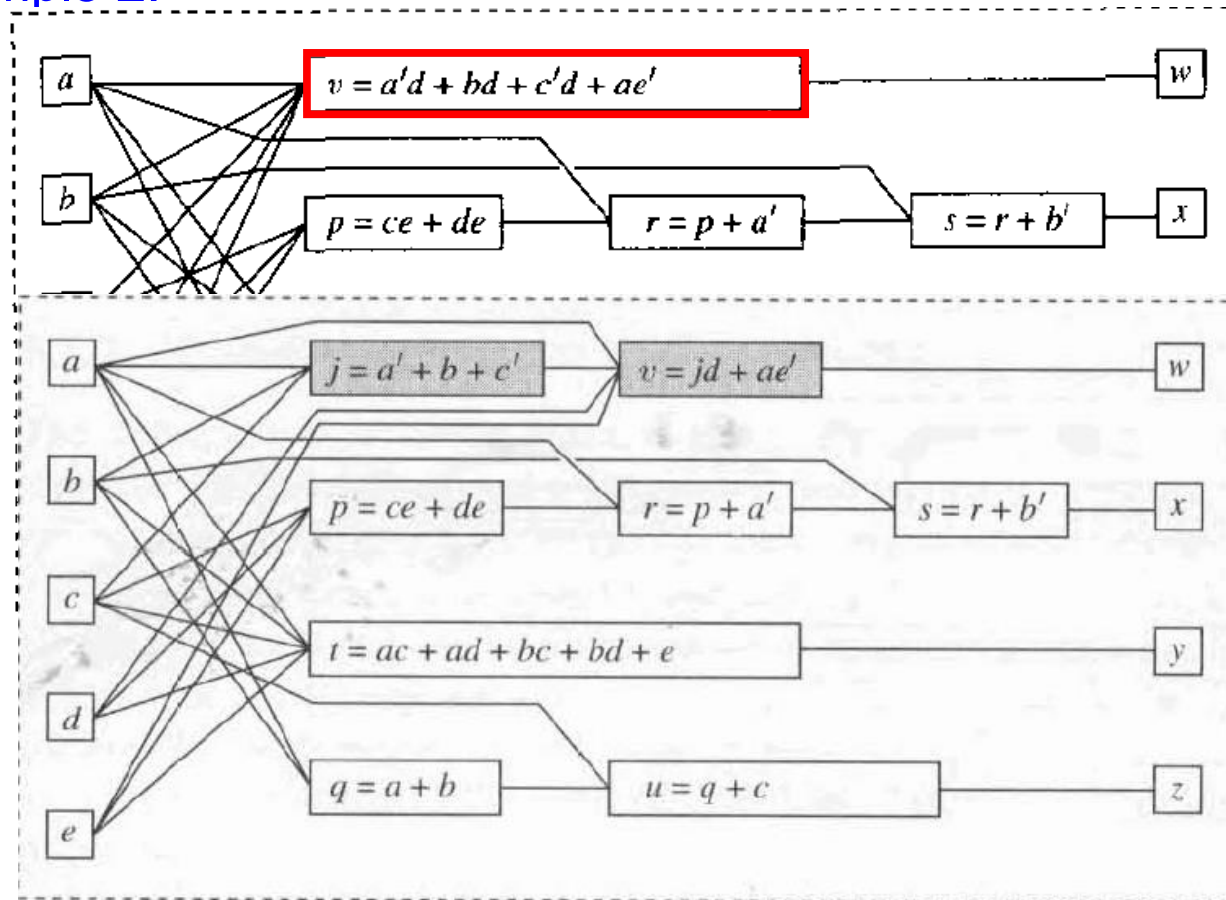 a v = a'd + bd + c'd + ae' w
b p = ce + de r = p + a' s = r + b' x
a j = a' + b + c' v = jd + ae' w
b p = ce + de r = p + a' s = r + b' x
c t = ac + ad + bc + bd + e y
d
q = a + b u = q + c z
e